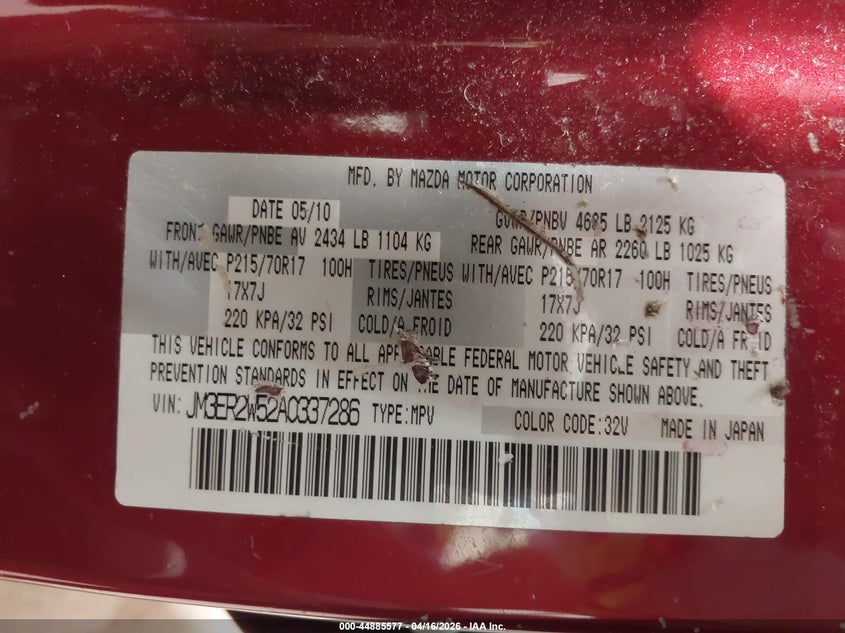 MFD. BY MAZDA MOTOR CORPORATION
DATE 05/10 GVWR/PNBV 4685 LB 2125 KG
FRONT GAWR/PNBE AV 2434 LB 1104 KG REAR GAWR/PNBE AR 2260 LB 1025 KG
WITH/AVEC P215/70R17 100H TIRES/PNEUS WITH/AVEC P215/70R17 100H TIRES/PNEUS
17X7J RIMS/JANTES 17X7J RIMS/JANTES
220 KPA/32 PSI COLD/A FROID 220 KPA/32 PSI COLD/A FROID
THIS VEHICLE CONFORMS TO ALL APPLICABLE FEDERAL MOTOR VEHICLE SAFETY AND THEFT
PREVENTION STANDARDS IN EFFECT ON THE DATE OF MANUFACTURE SHOWN ABOVE.
VIN: JM3ER2W52A0337286 TYPE:MPV COLOR CODE:32V MADE IN JAPAN
000-44885577 - 04/16/2026 - IAA Inc.